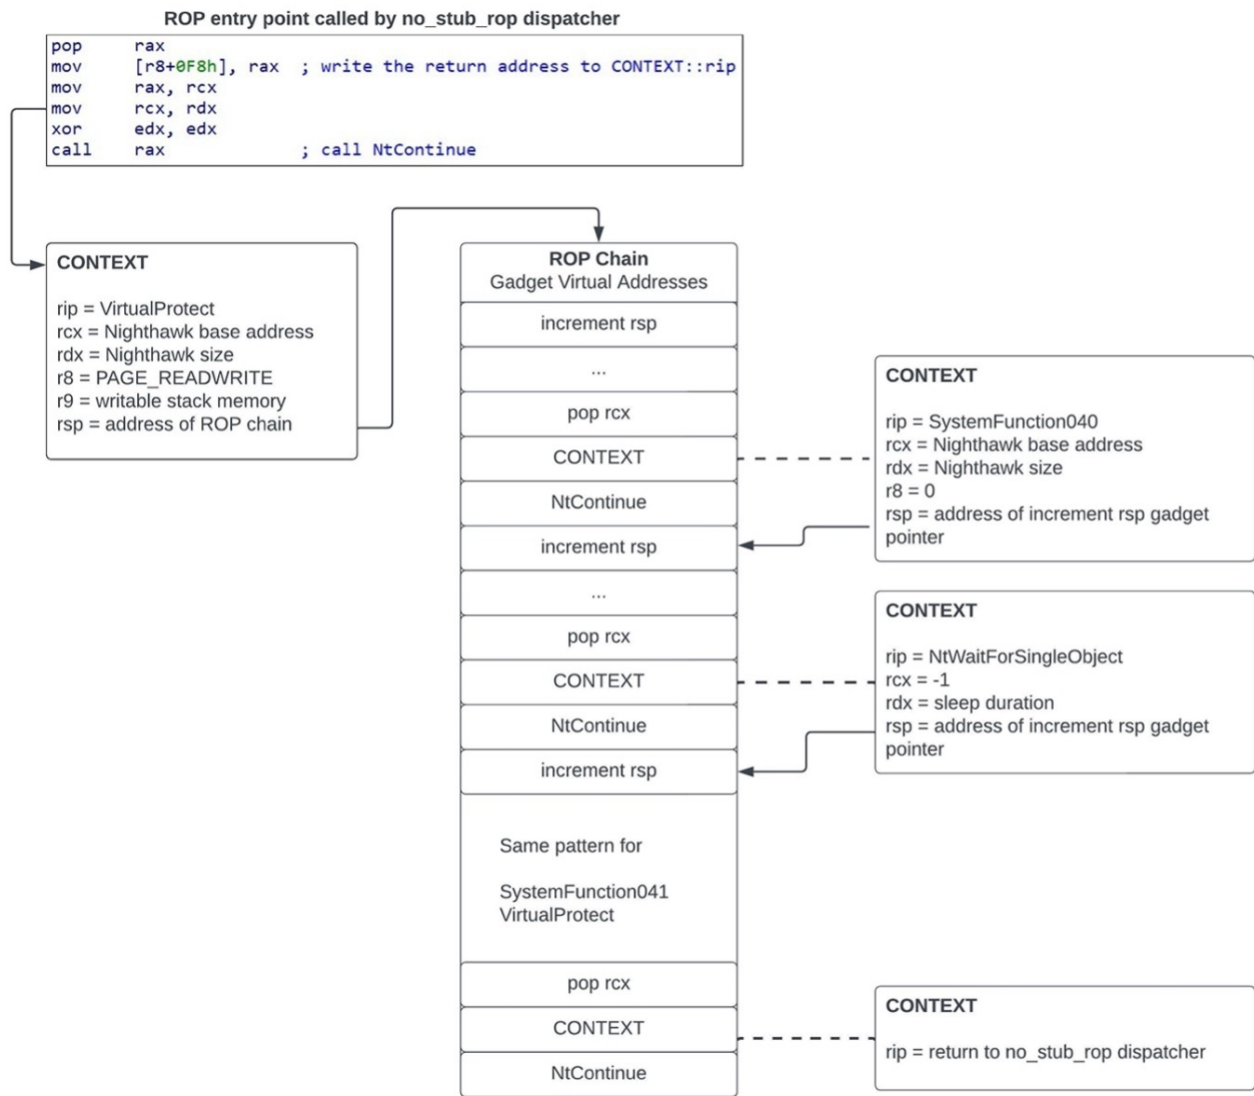 ROP entry point called by no_stub_rop dispatcher
pop rax
mov [r8+0F8h], rax ; write the return address to CONTEXT::rip
mov rax, rcx
mov rcx, rdx
xor edx, edx
call rax ; call NtContinue
CONTEXT
rip = VirtualProtect
rcx = Nighthawk base address
rdx = Nighthawk size
r8 = PAGE_READWRITE
r9 = writable stack memory
rsp = address of ROP chain
ROP Chain
Gadget Virtual Addresses
increment rsp
...
pop rcx
CONTEXT
NtContinue
increment rsp
...
pop rcx
CONTEXT
NtContinue
increment rsp
Same pattern for
SystemFunction041
VirtualProtect
pop rcx
CONTEXT
NtContinue
CONTEXT
rip = SystemFunction040
rcx = Nighthawk base address
rdx = Nighthawk size
r8 = 0
rsp = address of increment rsp gadget
pointer
CONTEXT
rip = NtWaitForSingleObject
rcx = -1
rdx = sleep duration
rsp = address of increment rsp gadget
pointer
CONTEXT
rip = return to no_stub_rop dispatcher